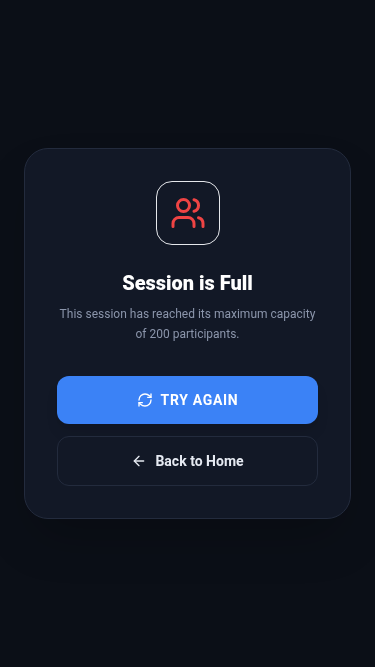 Session is Full
This session has reached its maximum capacity
of 200 participants.
TRY AGAIN
Back to Home